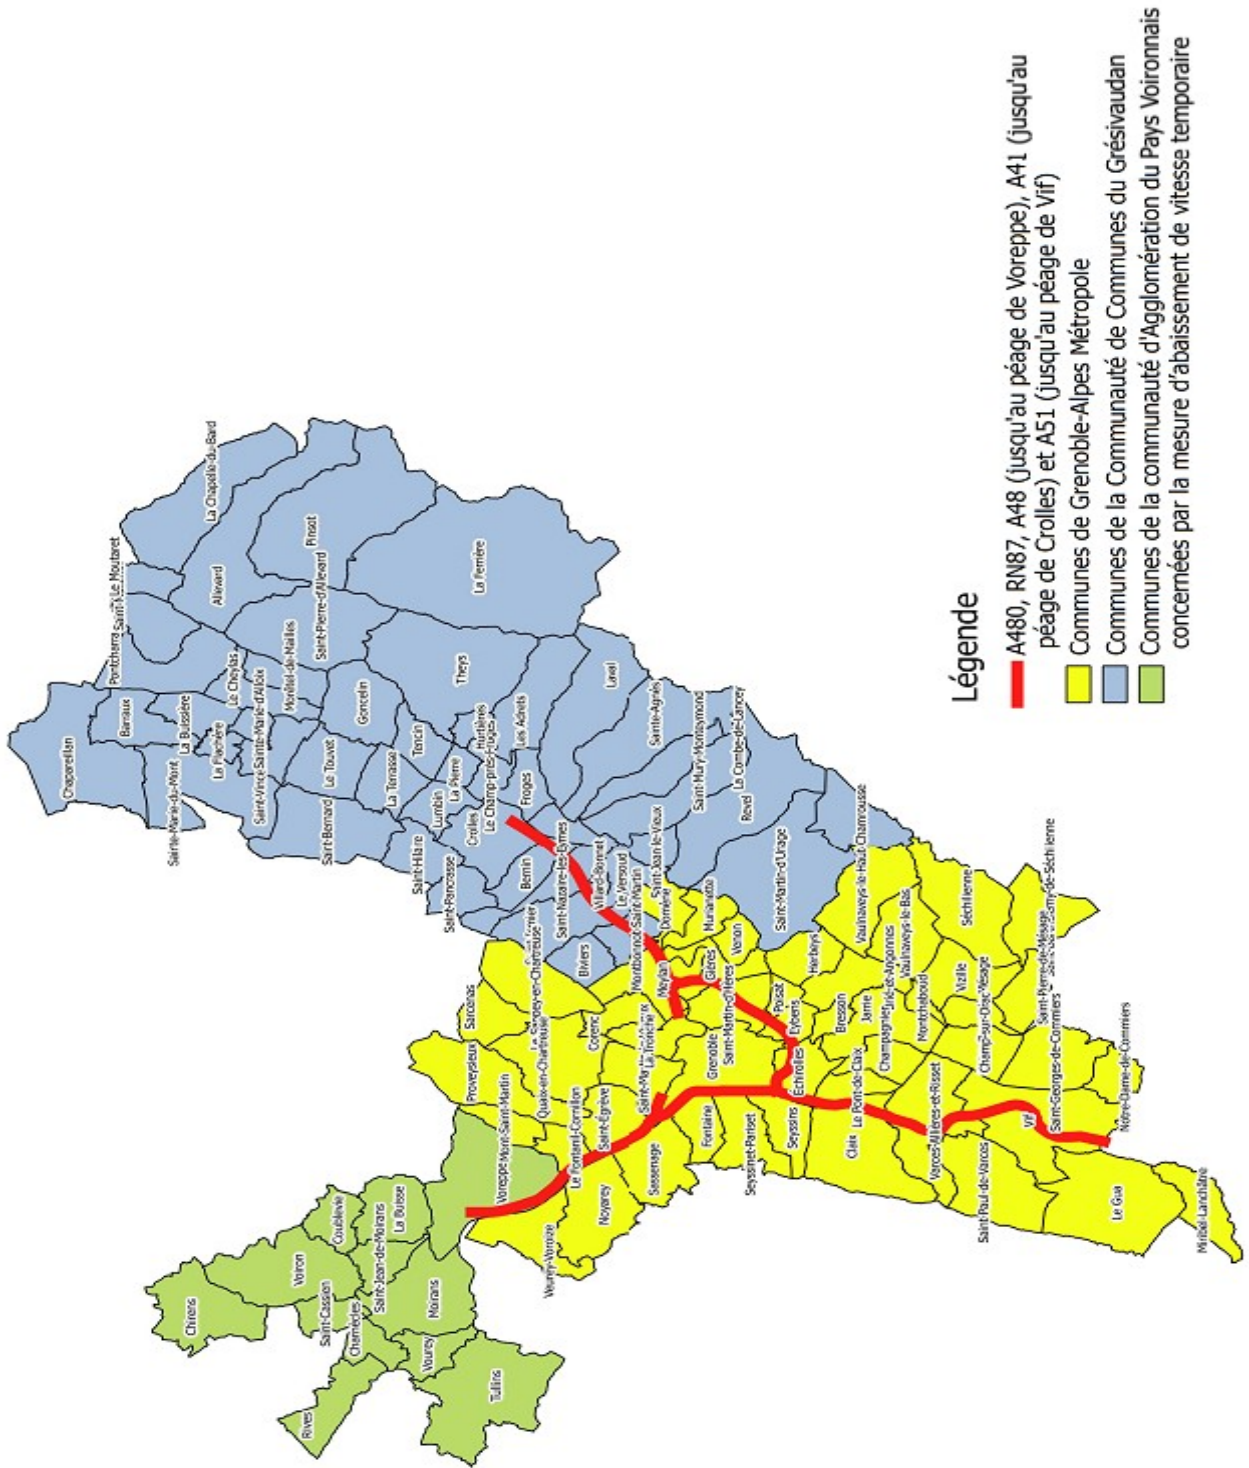 Chirens
Rives
Voiron
Saint-Cassien
Charnècles
Coublevie
Saint-Jean-de-Moirans
La Buisse
Moirans
Vourey
Tullins
Voreppe
Mont-Saint-Martin
Proveysieux
Sarcenas
Quaix-en-Chartreuse
Le Fontanil-Cornillon
Saint-Egrève
Veurey-Voroize
Noyarey
Sassenage
Corenc
La Tronche
Meylan
Fontaine
Grenoble
Saint-Martin-d'Hères
Gières
Venon
Murianette
Domène
Seyssinet-Pariset
Seyssins
Échirolles
Eybens
Poisat
Herbeys
Bresson
Claix
Le Pont-de-Claix
Jarrie
Champagnier
Brié-et-Angonnes
Vaulnaveys-le-Haut
Vaulnaveys-le-Bas
Montchaboud
Varces-Allières-et-Risset
Saint-Paul-de-Varces
Vizille
Séchilienne
Saint-Pierre-de-Mésage
Vif
Saint-Georges-de-Commiers
Notre-Dame-de-Commiers
Le Gua
Miribel-Lanchâtre
Chapareillan
Barraux
Pontcharra
Le Moutaret
La Chapelle-du-Bard
Sainte-Marie-du-Mont
La Buissière
La Flachère
Le Cheylas
Sainte-Marie-d'Alloix
Allevard
Pinsot
Saint-Pierre-d'Allevard
Morêtel-de-Mailles
Saint-Bernard
Le Touvet
Goncelin
La Terrasse
Tencin
Theys
La Ferrière
Saint-Hilaire
Saint-Pancrasse
Lumbin
La Pierre
Crolles
Le Champ-près-Froges
Hurtières
Les Adrets
Froges
Bernin
Saint-Nazaire-les-Eymes
Villard-Bonnet
Le Versoud
Biviers
Montbonnot-Saint-Martin
Saint-Jean-le-Vieux
Laval
Sainte-Agnès
Saint-Mury-Monteymond
La Combe-de-Lancey
Revel
Saint-Martin-d'Uriage
Chamrousse
Légende
A480, RN87, A48 (jusqu'au péage de Voreppe), A41 (jusqu'au
péage de Crolles) et A51 (jusqu'au péage de Vif)
Communes de Grenoble-Alpes Métropole
Communes de la Communauté de Communes du Grésivaudan
Communes de la communauté d'Agglomération du Pays Voironnais
concernées par la mesure d'abaissement de vitesse temporaire